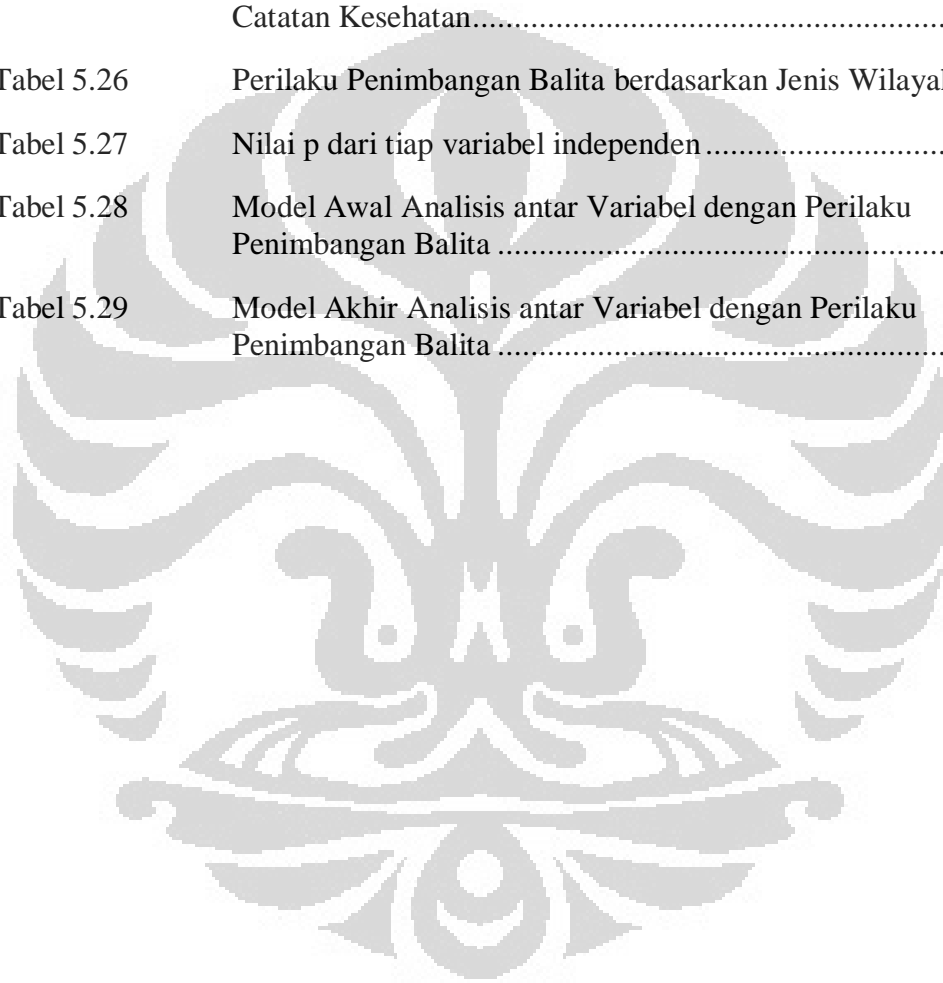 Catatan Kesehatan................................................................
Tabel 5.26 Perilaku Penimbangan Balita berdasarkan Jenis
Tabel 5.27 Nilai p dari tiap variabel independen................................
Tabel 5.28 Model Awal Analisis antar Variabel dengan Perilaku
Penimbangan Balita ............................................................
Tabel 5.29 Model Akhir Analisis antar Variabel dengan Perilaku
Penimbangan Balita ............................................................